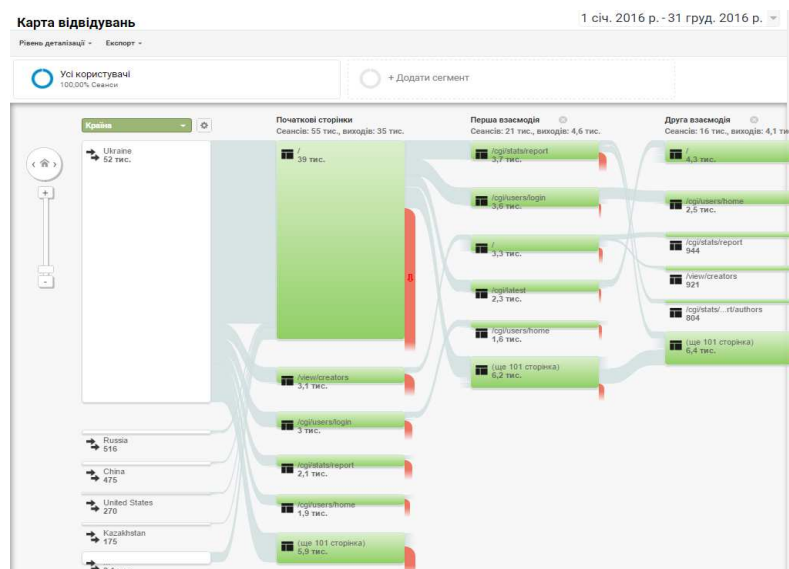 Карта відвідувань
1 січ. 2016 р. - 31 груд. 2016 р.
Рівень деталізації
Експорт
Усі користувачі
100,00% Сеанси
+ Додати сегмент
Країна
Початкові сторінки
Сеансів: 55 тис., виходів: 35 тис.
Перша взаємодія
Сеансів: 21 тис., виходів: 4,6 тис.
Друга взаємодія
Сеансів: 16 тис., виходів: 4,1 ти
Ukraine
52 тис.
Russia
516
China
475
United States
270
Kazakhstan
175
/
39 тис.
/view/creators
3,1 тис.
/cgi/users/login
3 тис.
/cgi/stats/report
2,1 тис.
/cgi/users/home
1,9 тис.
(ще 101 сторінка)
5,9 тис.
/cgi/stats/report
3,7 тис.
/cgi/users/login
3,6 тис.
/
3,3 тис.
/cgi/latest
2,3 тис.
/cgi/users/home
1,6 тис.
(ще 101 сторінка)
6,2 тис.
/
4,3 тис.
/cgi/users/home
2,5 тис.
/cgi/stats/report
944
/view/creators
921
/cgi/stats/...rt/authors
804
(ще 101 сторінка)
6,4 тис.